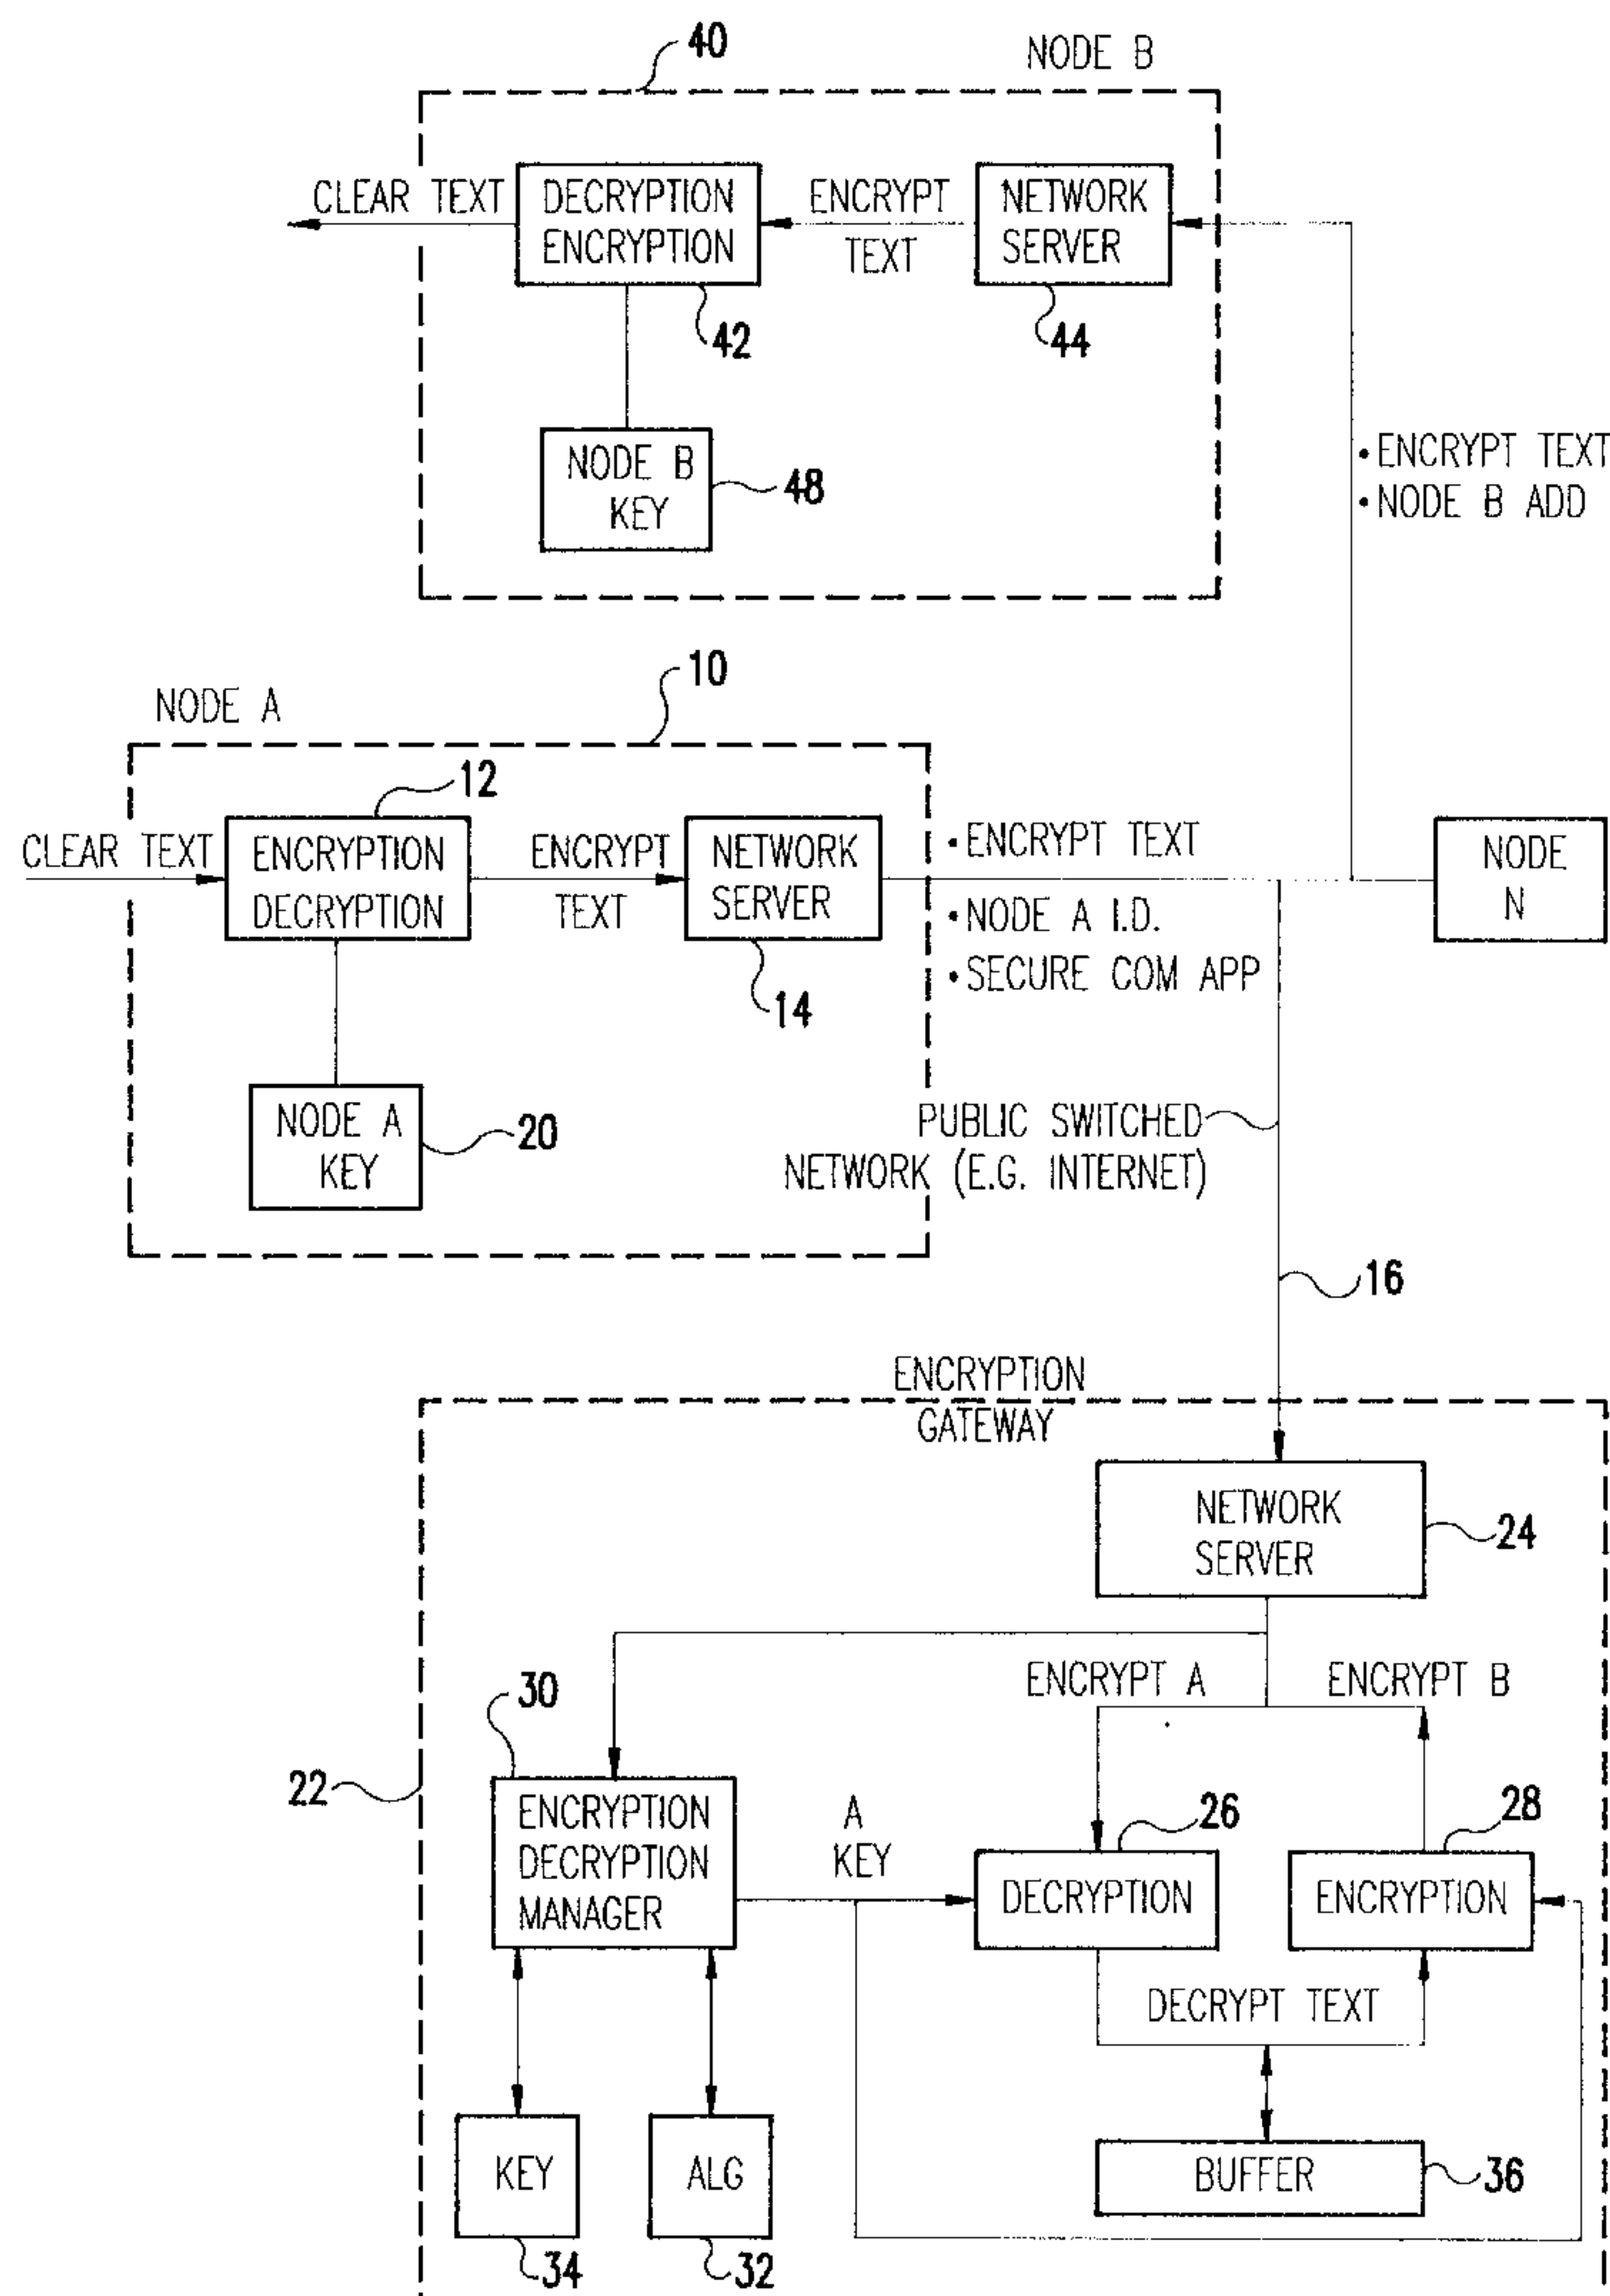 40
NODE B
CLEAR TEXT
DECRYPTION
ENCRYPTION
ENCRYPT
TEXT
NETWORK
SERVER
42
44
NODE B
KEY
48
• ENCRYPT TEXT
• NODE B ADD
NODE A
10
12
CLEAR TEXT
ENCRYPTION
DECRYPTION
ENCRYPT
TEXT
NETWORK
SERVER
14
• ENCRYPT TEXT
• NODE A I.D.
• SECURE COM APP
NODE
N
NODE A
KEY
20
PUBLIC SWITCHED
NETWORK (E.G. INTERNET)
16
ENCRYPTION
GATEWAY
NETWORK
SERVER
24
ENCRYPT A
ENCRYPT B
30
22
ENCRYPTION
DECRYPTION
MANAGER
A
KEY
26
28
DECRYPTION
ENCRYPTION
DECRYPT TEXT
KEY
ALG
BUFFER
36
34
32